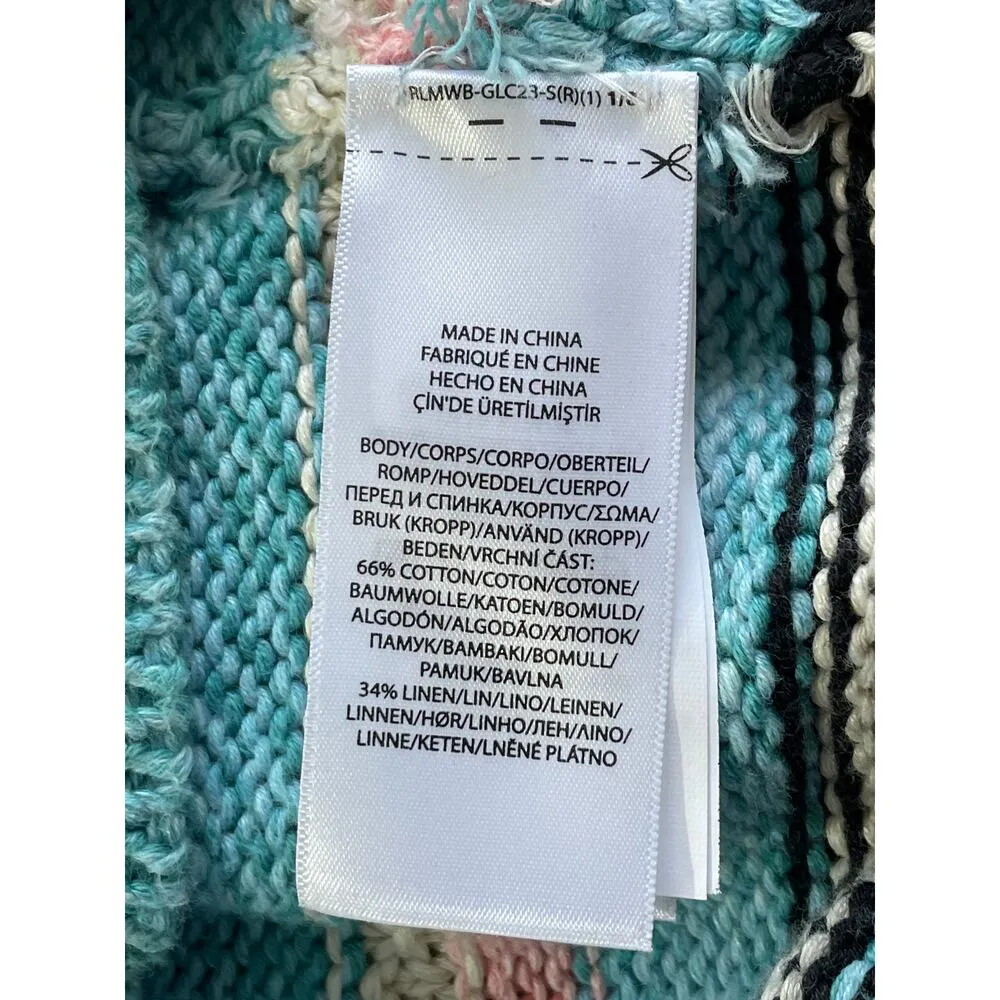 RLMWB-GLC23-S(R)(1)
MADE IN CHINA
FABRIQUÉ EN CHINE
HECHO EN CHINA
ÇİN'DE ÜRETİLMİŞTİR
BODY/CORPS/CORPO/OBERTEIL/
ROMP/HOVEDDEL/CUERPO/
ПЕРЕД И СПИНКА/КОРПУС/ΣΩΜΑ/
BRUK (KROPP)/ANVÄND (KROPP)/
BEDEN/VRCHNÍ ČÁST:
66% COTTON/COTON/COTONE/
BAUMWOLLE/KATOEN/BOMULD/
ALGODÓN/ALGODÃO/ХЛОПОК/
ПАМУК/BAMBAKI/BOMULL/
PAMUK/BAVLNA
34% LINEN/LIN/LINO/LEINEN/
LINNEN/HØR/LINHO/ЛЕН/ΛΙΝΟ/
LINNE/KETEN/LNĚNÉ PLÁTNO